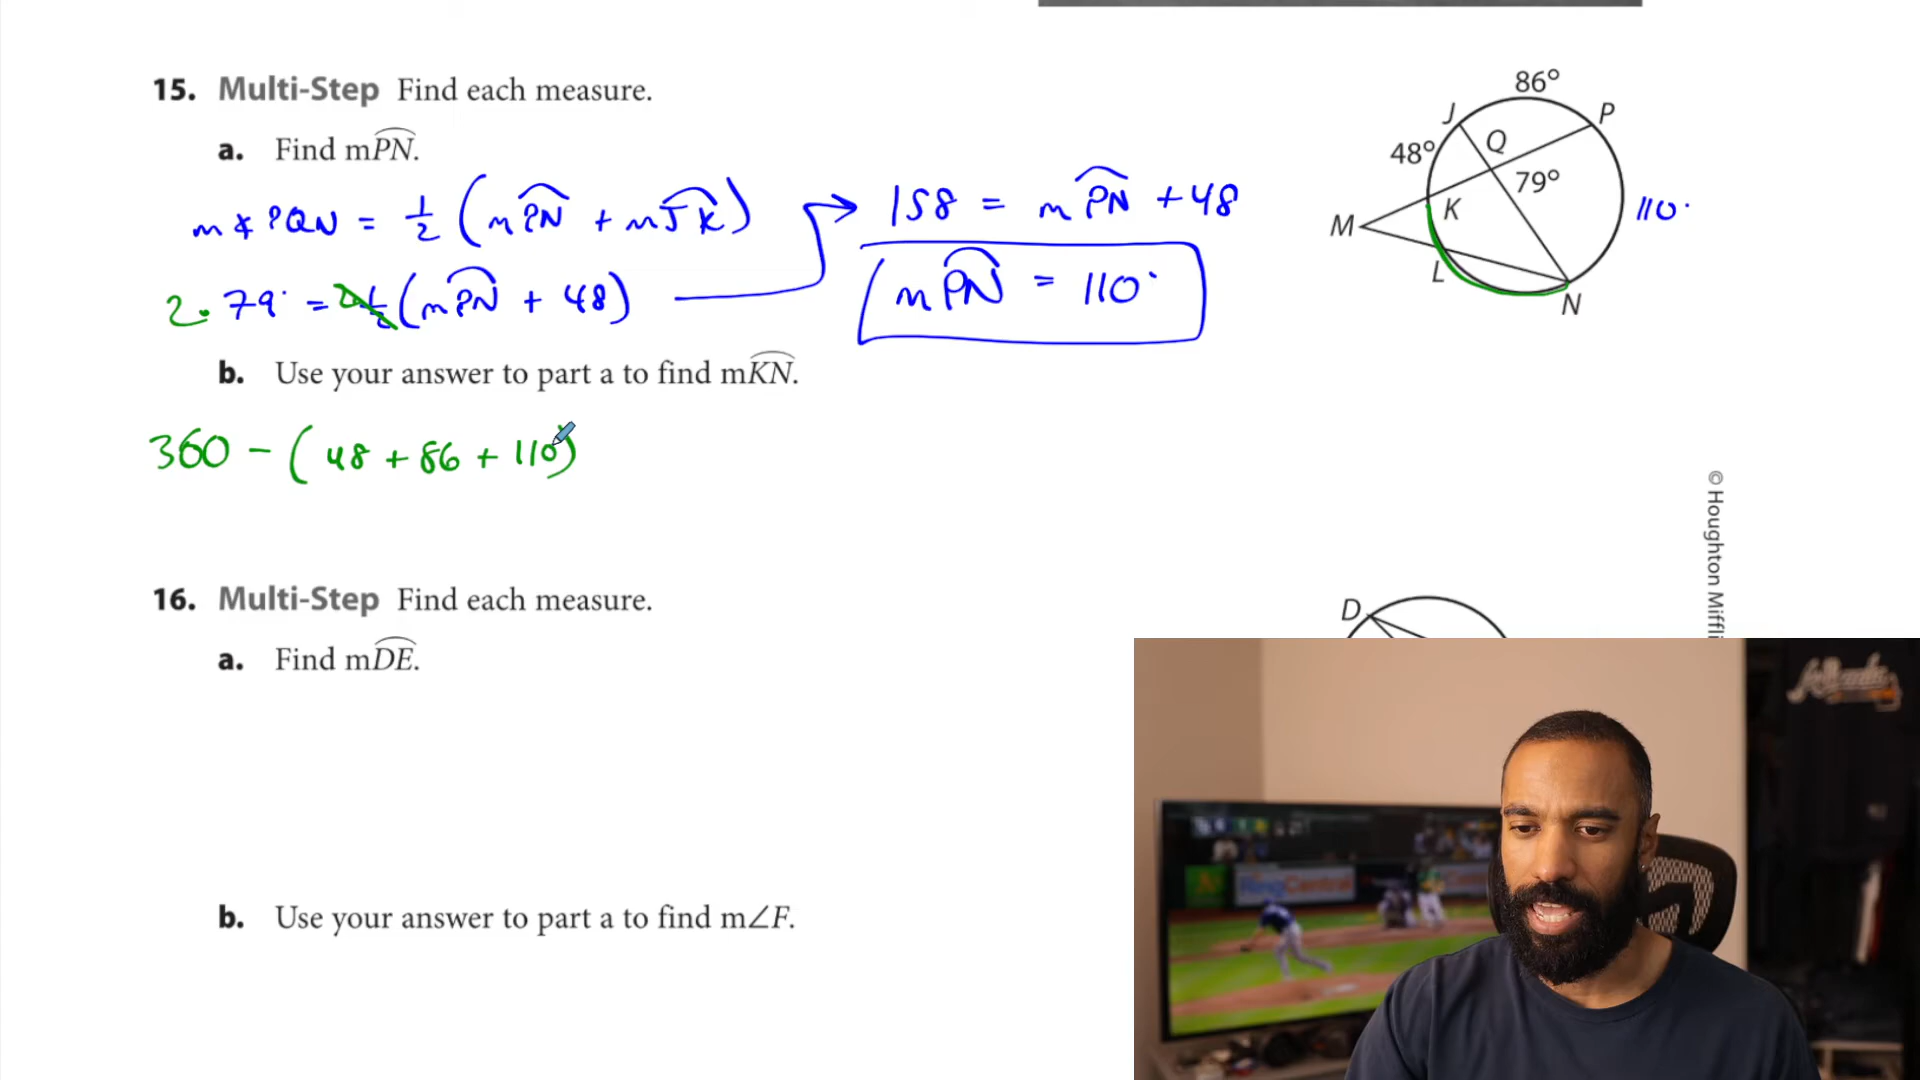 15. Multi-Step Find each measure.
a. Find mPN.
m∡PQN = 1/2 (mPN + mJK)
2 · 79° = 2·1/2 (mPN + 48)
158 = mPN + 48
mPN = 110°
86°
J
P
48°
Q
79°
K
M
110°
L
N
b. Use your answer to part a to find mKN.
360 - (48 + 86 + 110)
© Houghton Miffli
16. Multi-Step Find each measure.
a. Find mDE.
D
b. Use your answer to part a to find m∠F.
RingCentral